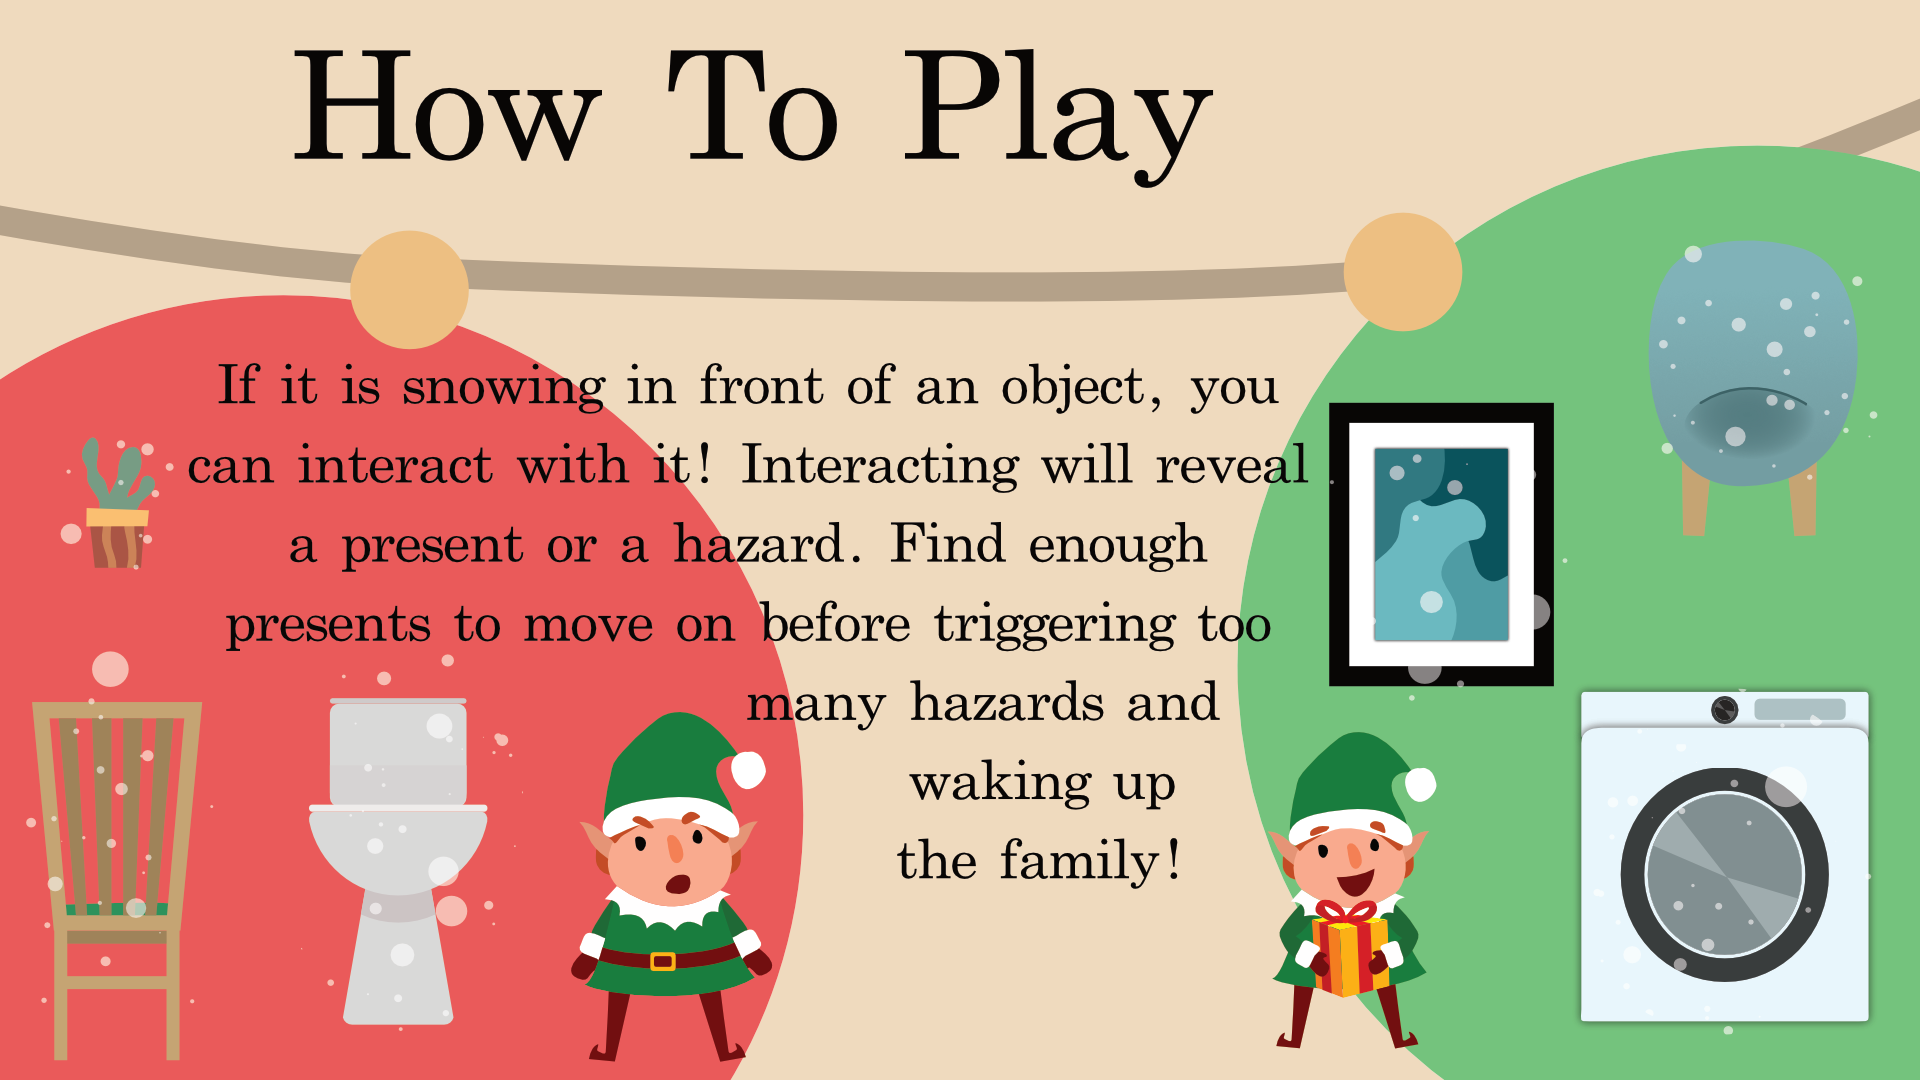 How To Play
If it is snowing in front of an object, you
can interact with it! Interacting will reveal
a present or a hazard. Find enough
presents to move on before triggering too
many hazards and
waking up
the family!